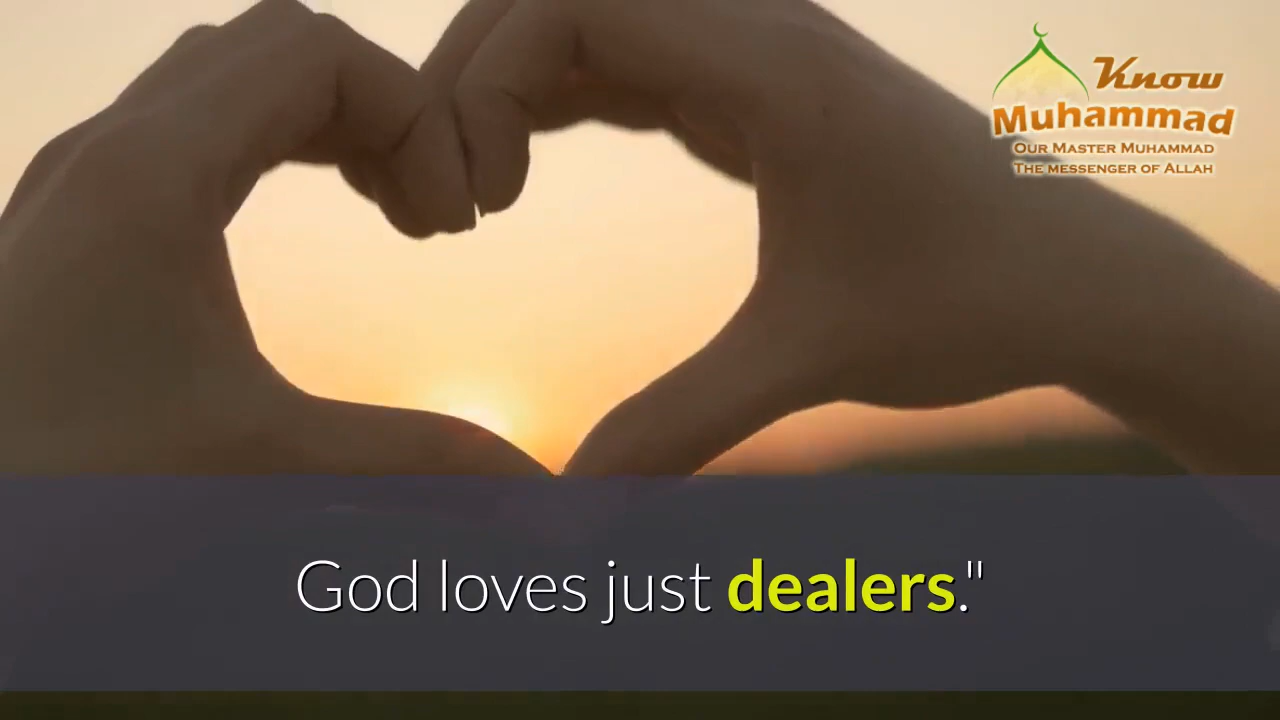 Know
Muhammad
OUR MASTER MUHAMMAD
THE MESSENGER OF ALLAH
God loves just dealers."